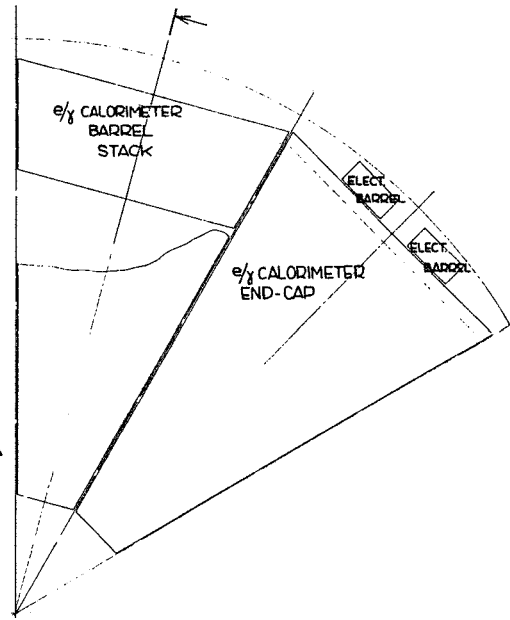 e/γ CALORIMETER
BARREL
STACK
ELECT.
BARREL
ELECT.
BARREL
e/γ CALORIMETER
END-CAP